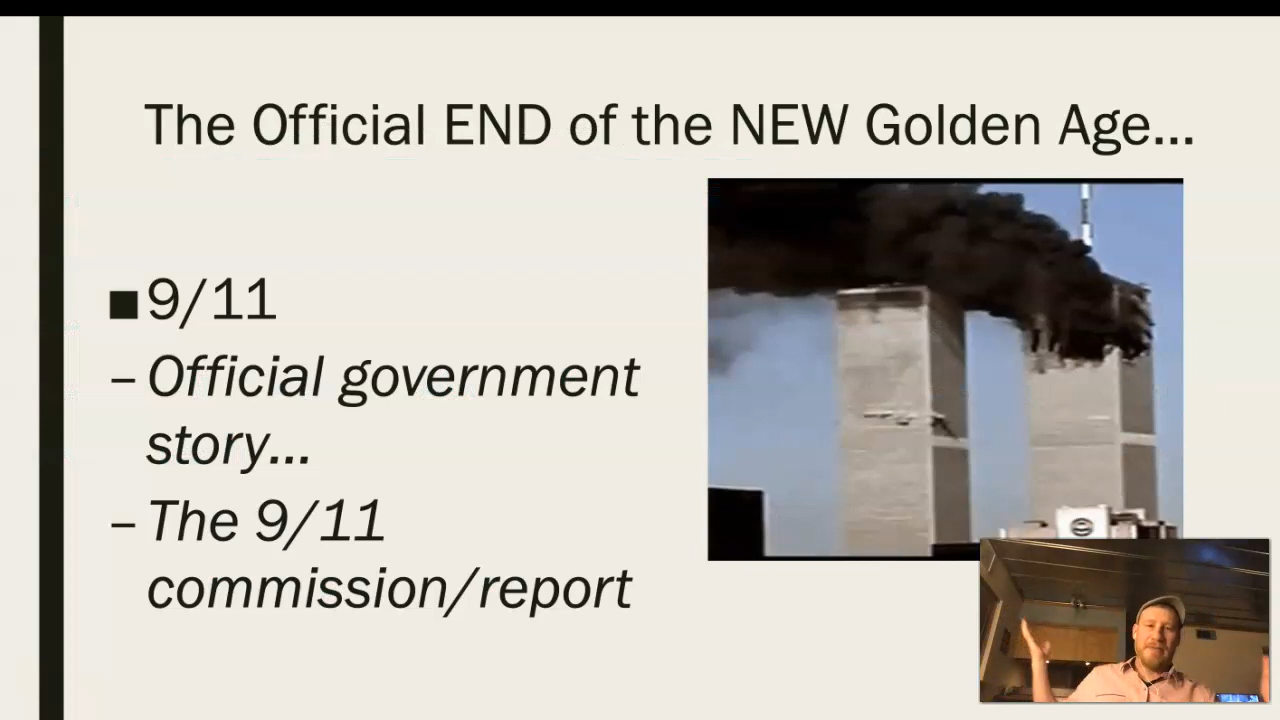 The Official END of the NEW Golden Age...
■9/11
– Official government
story...
– The 9/11
commission/report